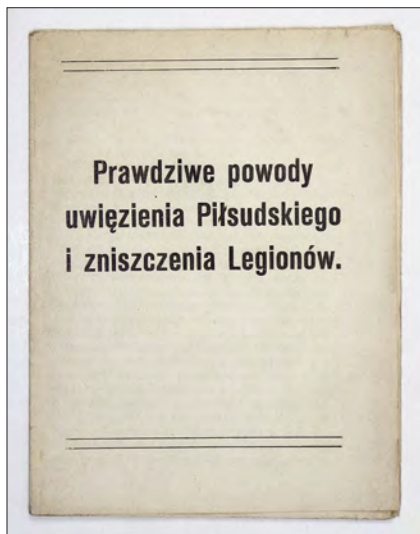 Prawdziwe powody
uwięzienia Piłsudskiego
i zniszczenia Legionów.